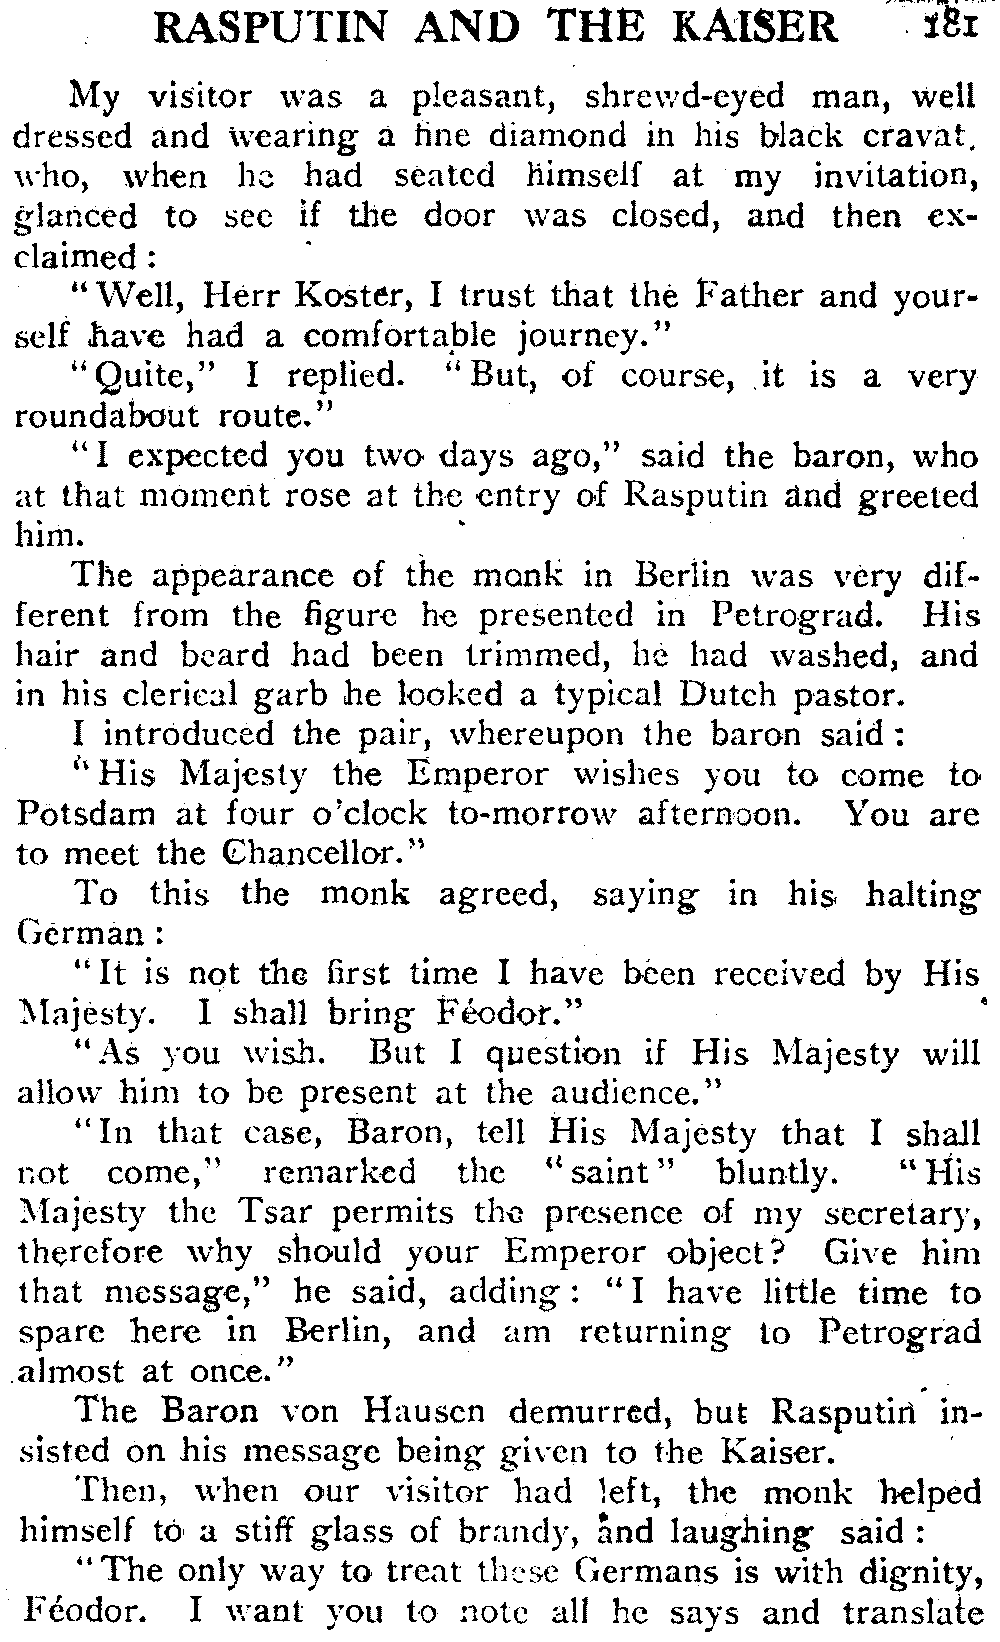 RASPUTIN AND THE KAISER 181
My visitor was a pleasant, shrewd-eyed man, well
dressed and wearing a fine diamond in his black cravat,
who, when he had seated himself at my invitation,
glanced to see if the door was closed, and then ex-
claimed :
"Well, Herr Koster, I trust that the Father and your-
self have had a comfortable journey."
"Quite," I replied. "But, of course, it is a very
roundabout route."
"I expected you two days ago," said the baron, who
at that moment rose at the entry of Rasputin and greeted
him.
The appearance of the monk in Berlin was very dif-
ferent from the figure he presented in Petrograd. His
hair and beard had been trimmed, he had washed, and
in his clerical garb he looked a typical Dutch pastor.
I introduced the pair, whereupon the baron said :
"His Majesty the Emperor wishes you to come to
Potsdam at four o'clock to-morrow afternoon. You are
to meet the Chancellor."
To this the monk agreed, saying in his halting
German :
"It is not the first time I have been received by His
Majesty. I shall bring Féodor."
"As you wish. But I question if His Majesty will
allow him to be present at the audience."
"In that case, Baron, tell His Majesty that I shall
not come," remarked the "saint" bluntly. "His
Majesty the Tsar permits the presence of my secretary,
therefore why should your Emperor object? Give him
that message," he said, adding : "I have little time to
spare here in Berlin, and am returning to Petrograd
almost at once."
The Baron von Hausen demurred, but Rasputin in-
sisted on his message being given to the Kaiser.
Then, when our visitor had left, the monk helped
himself to a stiff glass of brandy, and laughing said :
"The only way to treat these Germans is with dignity,
Féodor. I want you to note all he says and translate